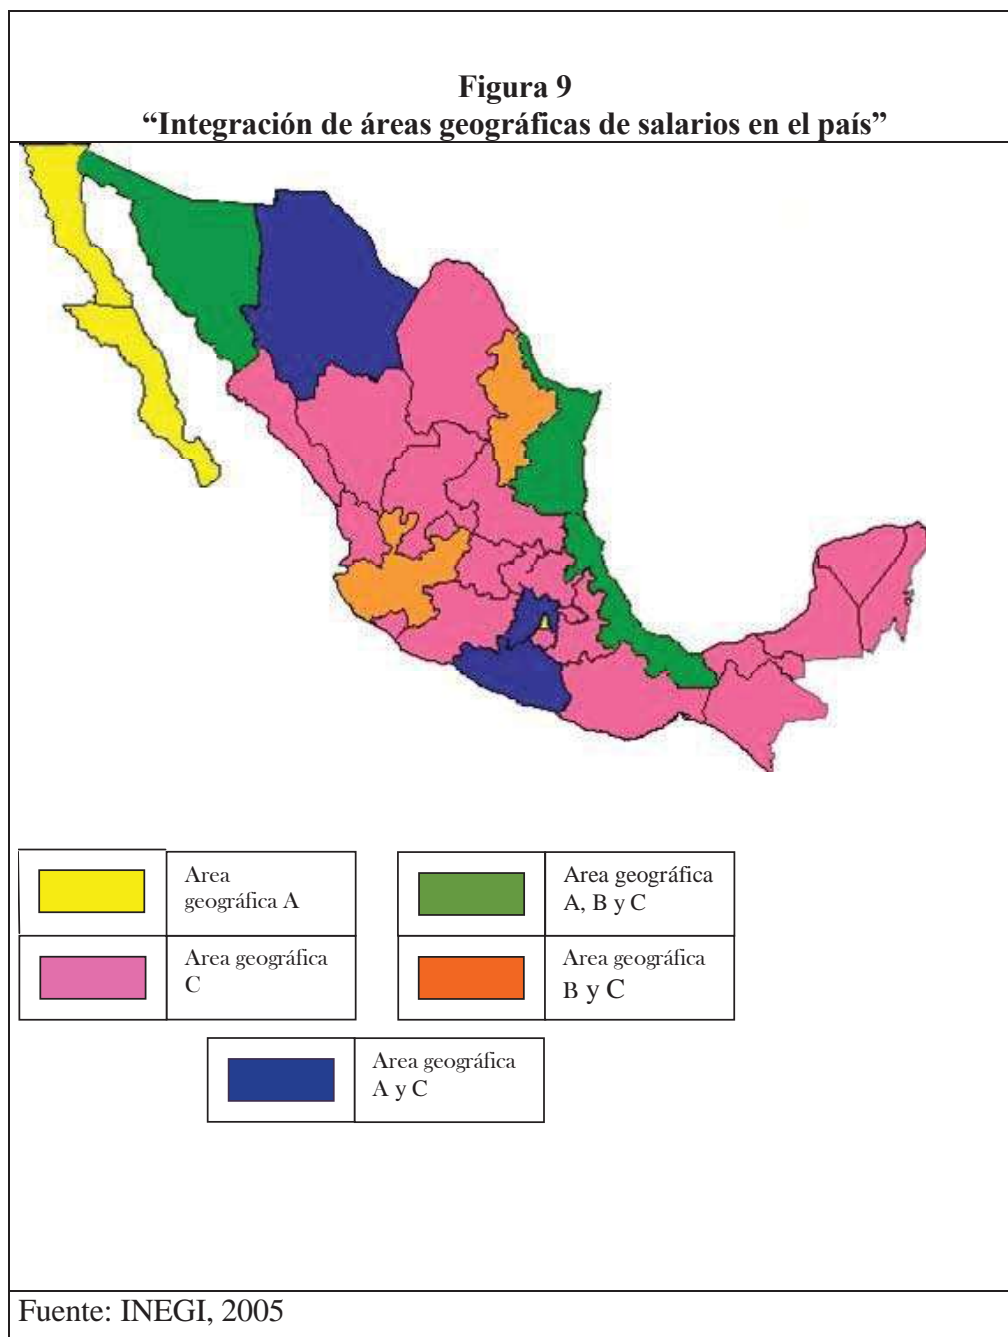 Figura 9
“Integración de áreas geográficas de salarios en el país”
Area
geográfica A
Area geográfica
A, B y C
Area geográfica
C
Area geográfica
B y C
Area geográfica
A y C
Fuente: INEGI, 2005